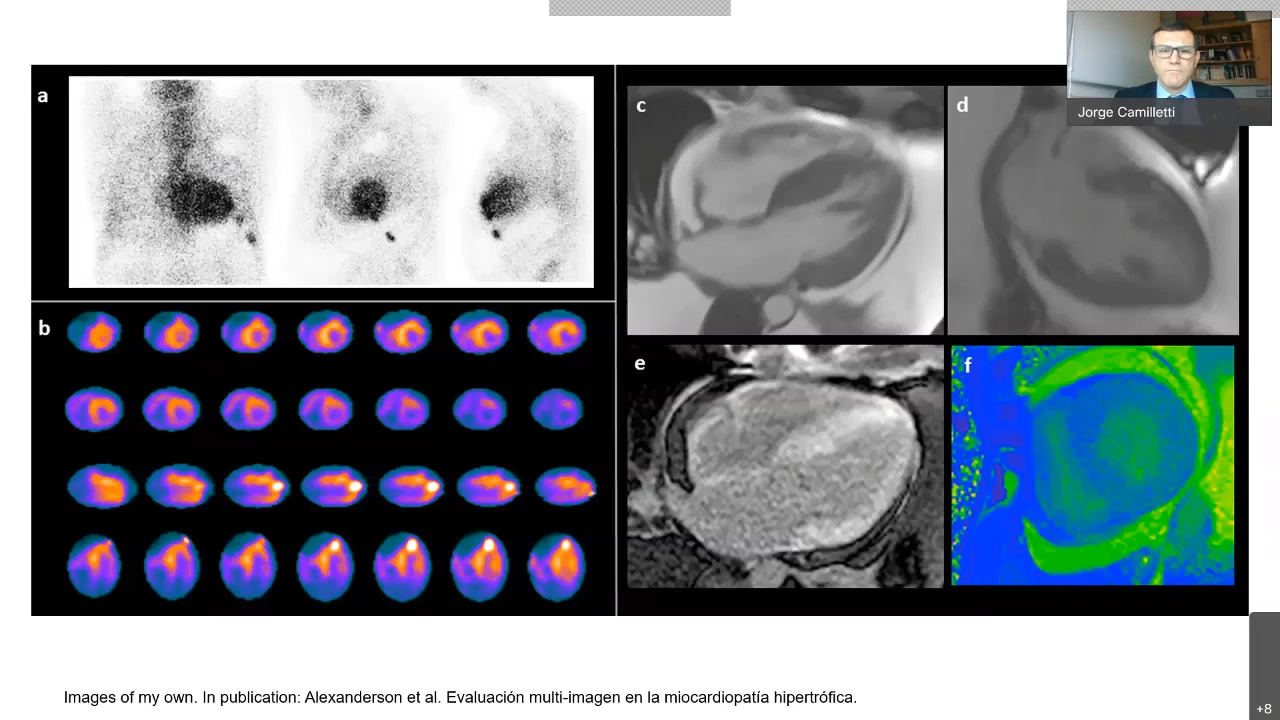 a
c
d
Jorge Camilletti
b
e
f
Images of my own. In publication: Alexanderson et al. Evaluación multi-imagen en la miocardiopatía hipertrófica.
+8